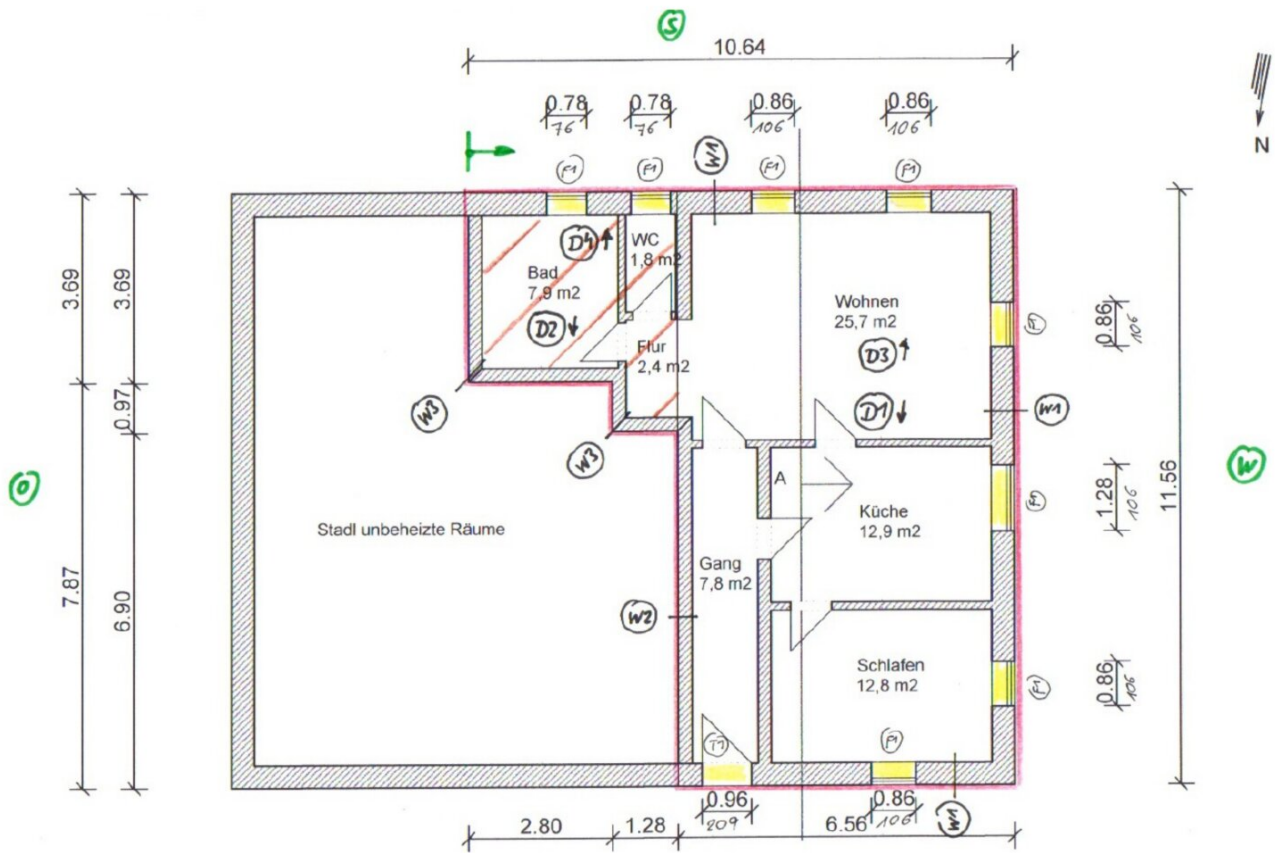 S
10.64
0.78
76
0.78
76
0.86
106
0.86
106
N
W1
F1
F1
F1
F1
3.69
3.69
D4
WC
1,8 m2
Bad
7,9 m2
D2
Wohnen
25,7 m2
D3
0.86
106
F1
Flur
2,4 m2
D1
W1
W3
0.97
W3
O
W
11.56
A
Küche
12,9 m2
1.28
106
F1
Stadl unbeheizte Räume
7.87
6.90
Gang
7,8 m2
W2
Schlafen
12,8 m2
0.86
106
F1
T1
F1
0.96
209
0.86
106
W1
2.80
1.28
6.56